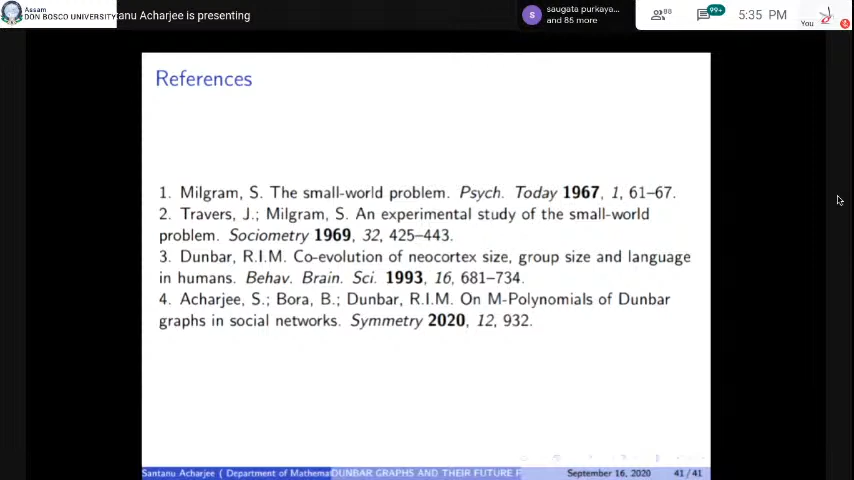 Assam
DON BOSCO UNIVERSITY
tanu Acharjee is presenting
S
saugata purkaya...
and 86 more
88
99+
5:35 PM
You
References
1. Milgram, S. The small-world problem. Psych. Today 1967, 1, 61–67.
2. Travers, J.; Milgram, S. An experimental study of the small-world
problem. Sociometry 1969, 32, 425–443.
3. Dunbar, R.I.M. Co-evolution of neocortex size, group size and language
in humans. Behav. Brain. Sci. 1993, 16, 681–734.
4. Acharjee, S.; Bora, B.; Dunbar, R.I.M. On M-Polynomials of Dunbar
graphs in social networks. Symmetry 2020, 12, 932.
Santanu Acharjee ( Department of Mathemat DUNBAR GRAPHS AND THEIR FUTURE F September 16, 2020 41 / 41